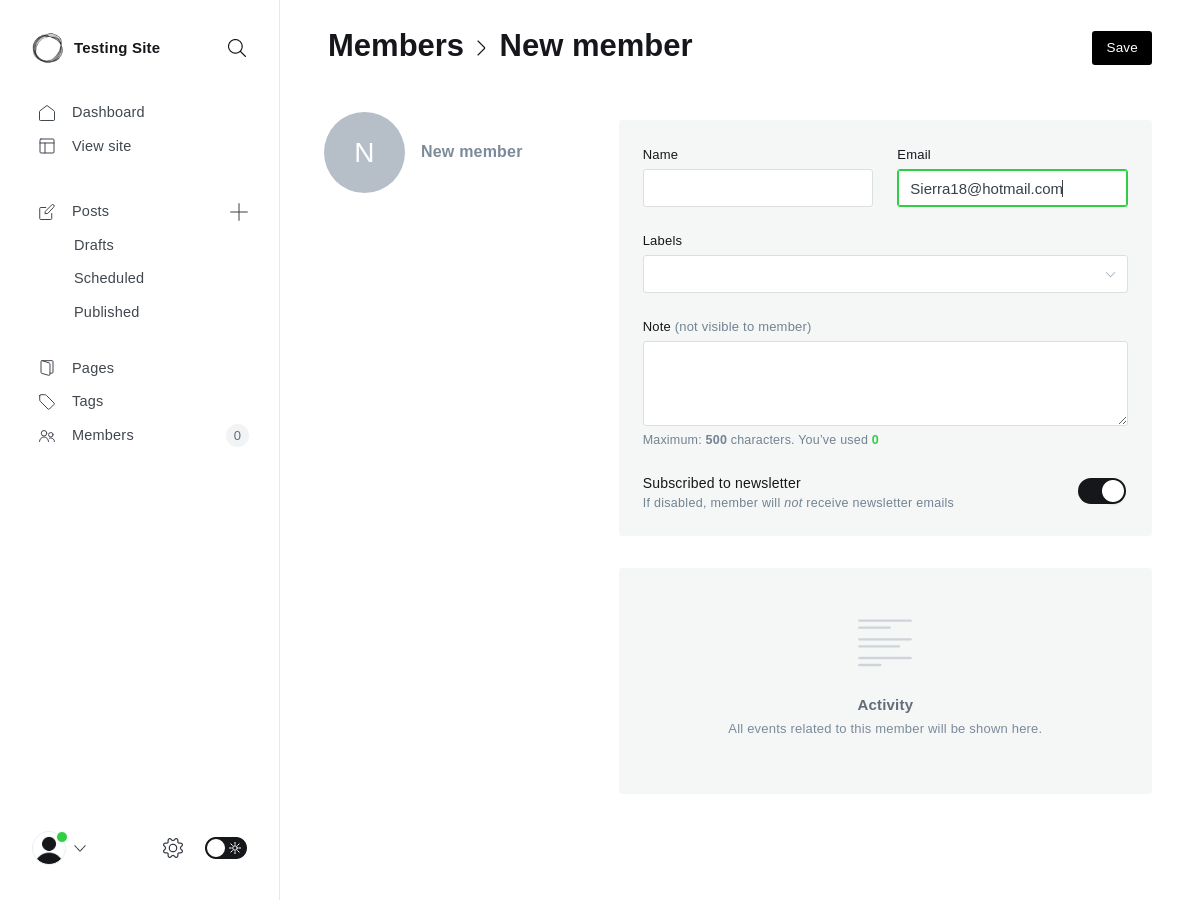 Testing Site
Dashboard
View site
Posts
Drafts
Scheduled
Published
Pages
Tags
Members 0
Members New member
Save
N
New member
Name
Email
Sierra18@hotmail.com
Labels
Note (not visible to member)
Maximum: 500 characters. You've used 0
Subscribed to newsletter
If disabled, member will not receive newsletter emails
Activity
All events related to this member will be shown here.